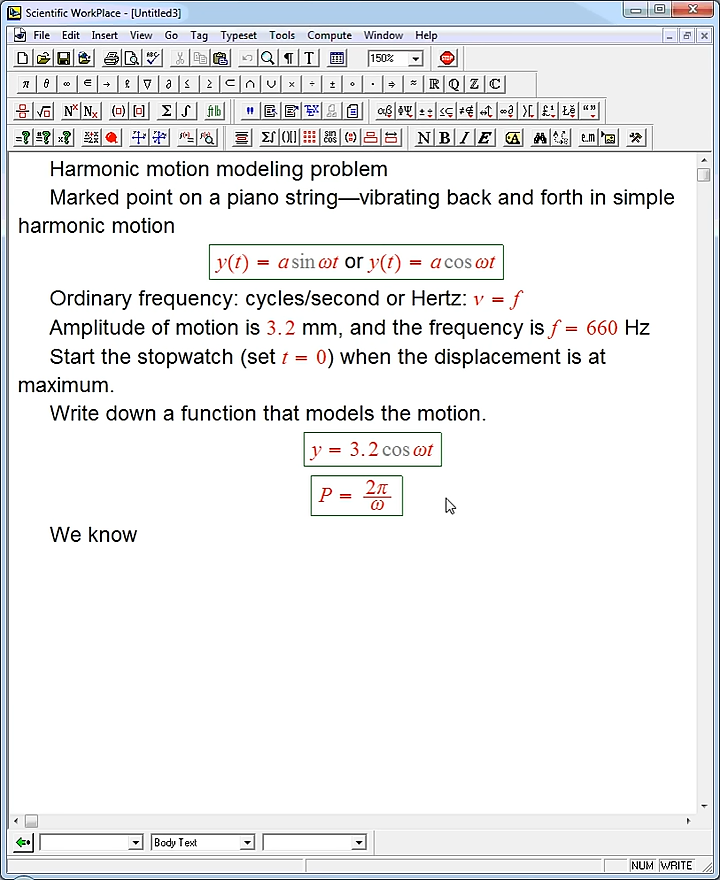 Scientific WorkPlace - [Untitled3]
File Edit Insert View Go Tag Typeset Tools Compute Window Help
150%
Harmonic motion modeling problem
Marked point on a piano string—vibrating back and forth in simple
harmonic motion
y(t) = a sin ωt or y(t) = a cos ωt
Ordinary frequency: cycles/second or Hertz: ν = f
Amplitude of motion is 3.2 mm, and the frequency is f = 660 Hz
Start the stopwatch (set t = 0) when the displacement is at
maximum.
Write down a function that models the motion.
y = 3.2 cos ωt
P = 2π/ω
We know
Body Text
NUM WRITE